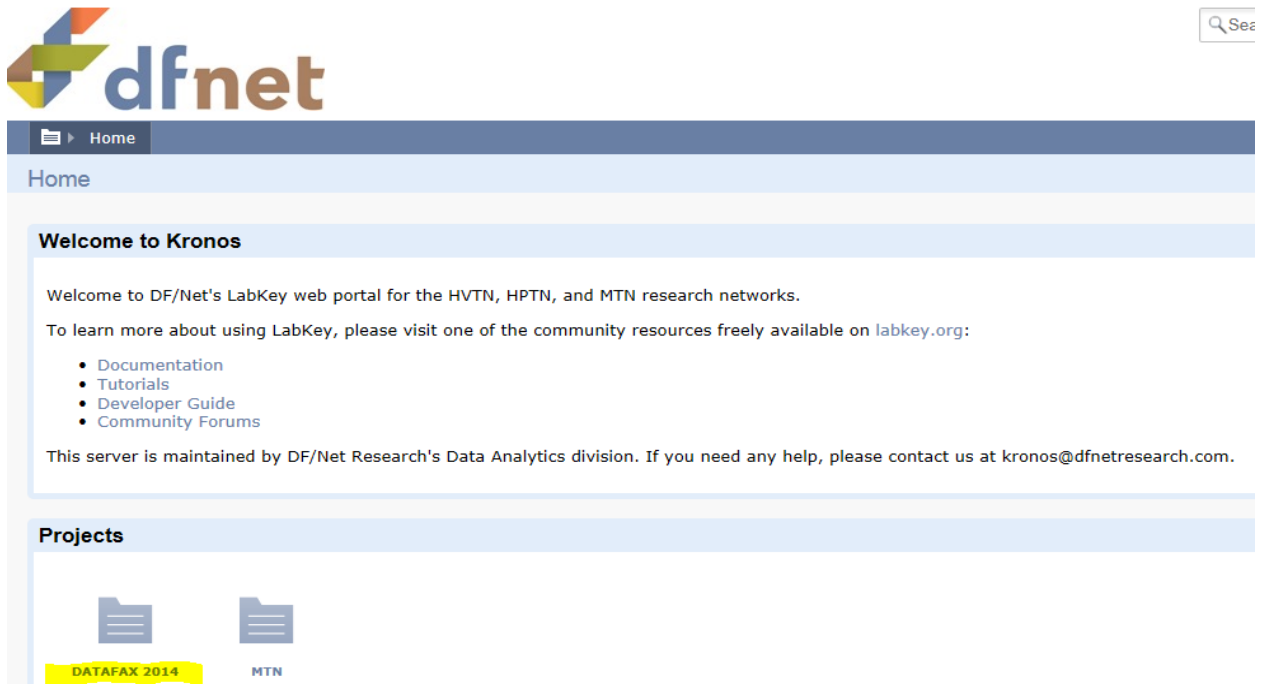 dfnet
Sea
Home
Home
Welcome to Kronos
Welcome to DF/Net's LabKey web portal for the HVTN, HPTN, and MTN research networks.
To learn more about using LabKey, please visit one of the community resources freely available on labkey.org:
Documentation
Tutorials
Developer Guide
Community Forums
This server is maintained by DF/Net Research's Data Analytics division. If you need any help, please contact us at kronos@dfnetresearch.com.
Projects
DATAFAX 2014 MTN